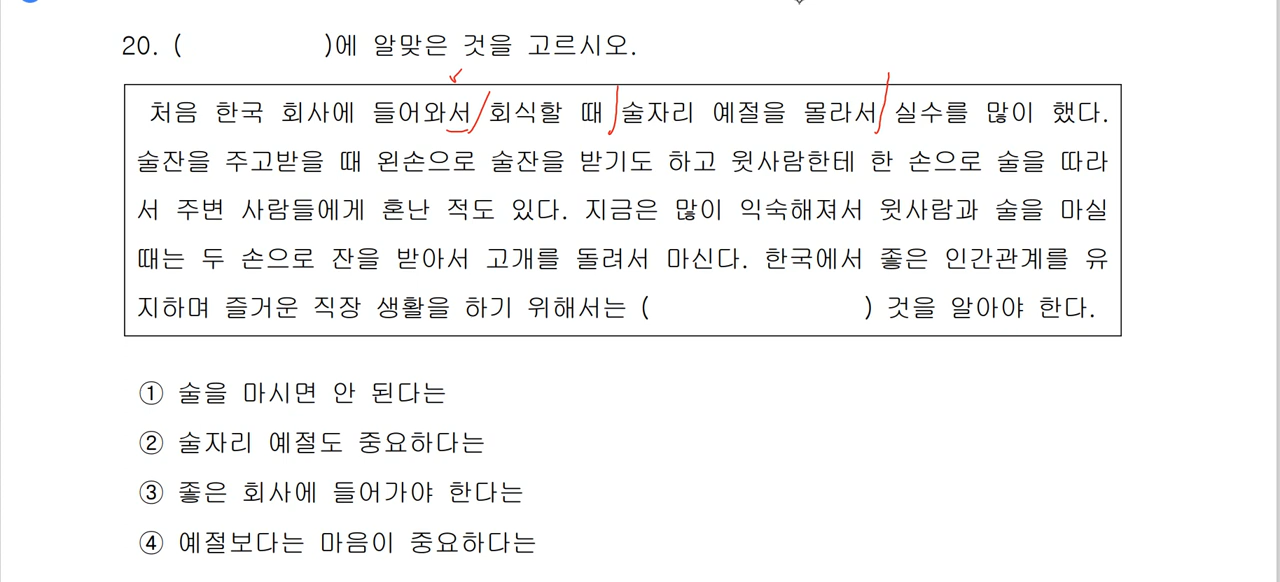 20. (          )에 알맞은 것을 고르시오.
처음 한국 회사에 들어와서 회식할 때 술자리 예절을 몰라서 실수를 많이 했다.
술잔을 주고받을 때 왼손으로 술잔을 받기도 하고 윗사람한테 한 손으로 술을 따라
서 주변 사람들에게 혼난 적도 있다. 지금은 많이 익숙해져서 윗사람과 술을 마실
때는 두 손으로 잔을 받아서 고개를 돌려서 마신다. 한국에서 좋은 인간관계를 유
지하며 즐거운 직장 생활을 하기 위해서는 (               ) 것을 알아야 한다.
① 술을 마시면 안 된다는
② 술자리 예절도 중요하다는
③ 좋은 회사에 들어가야 한다는
④ 예절보다는 마음이 중요하다는